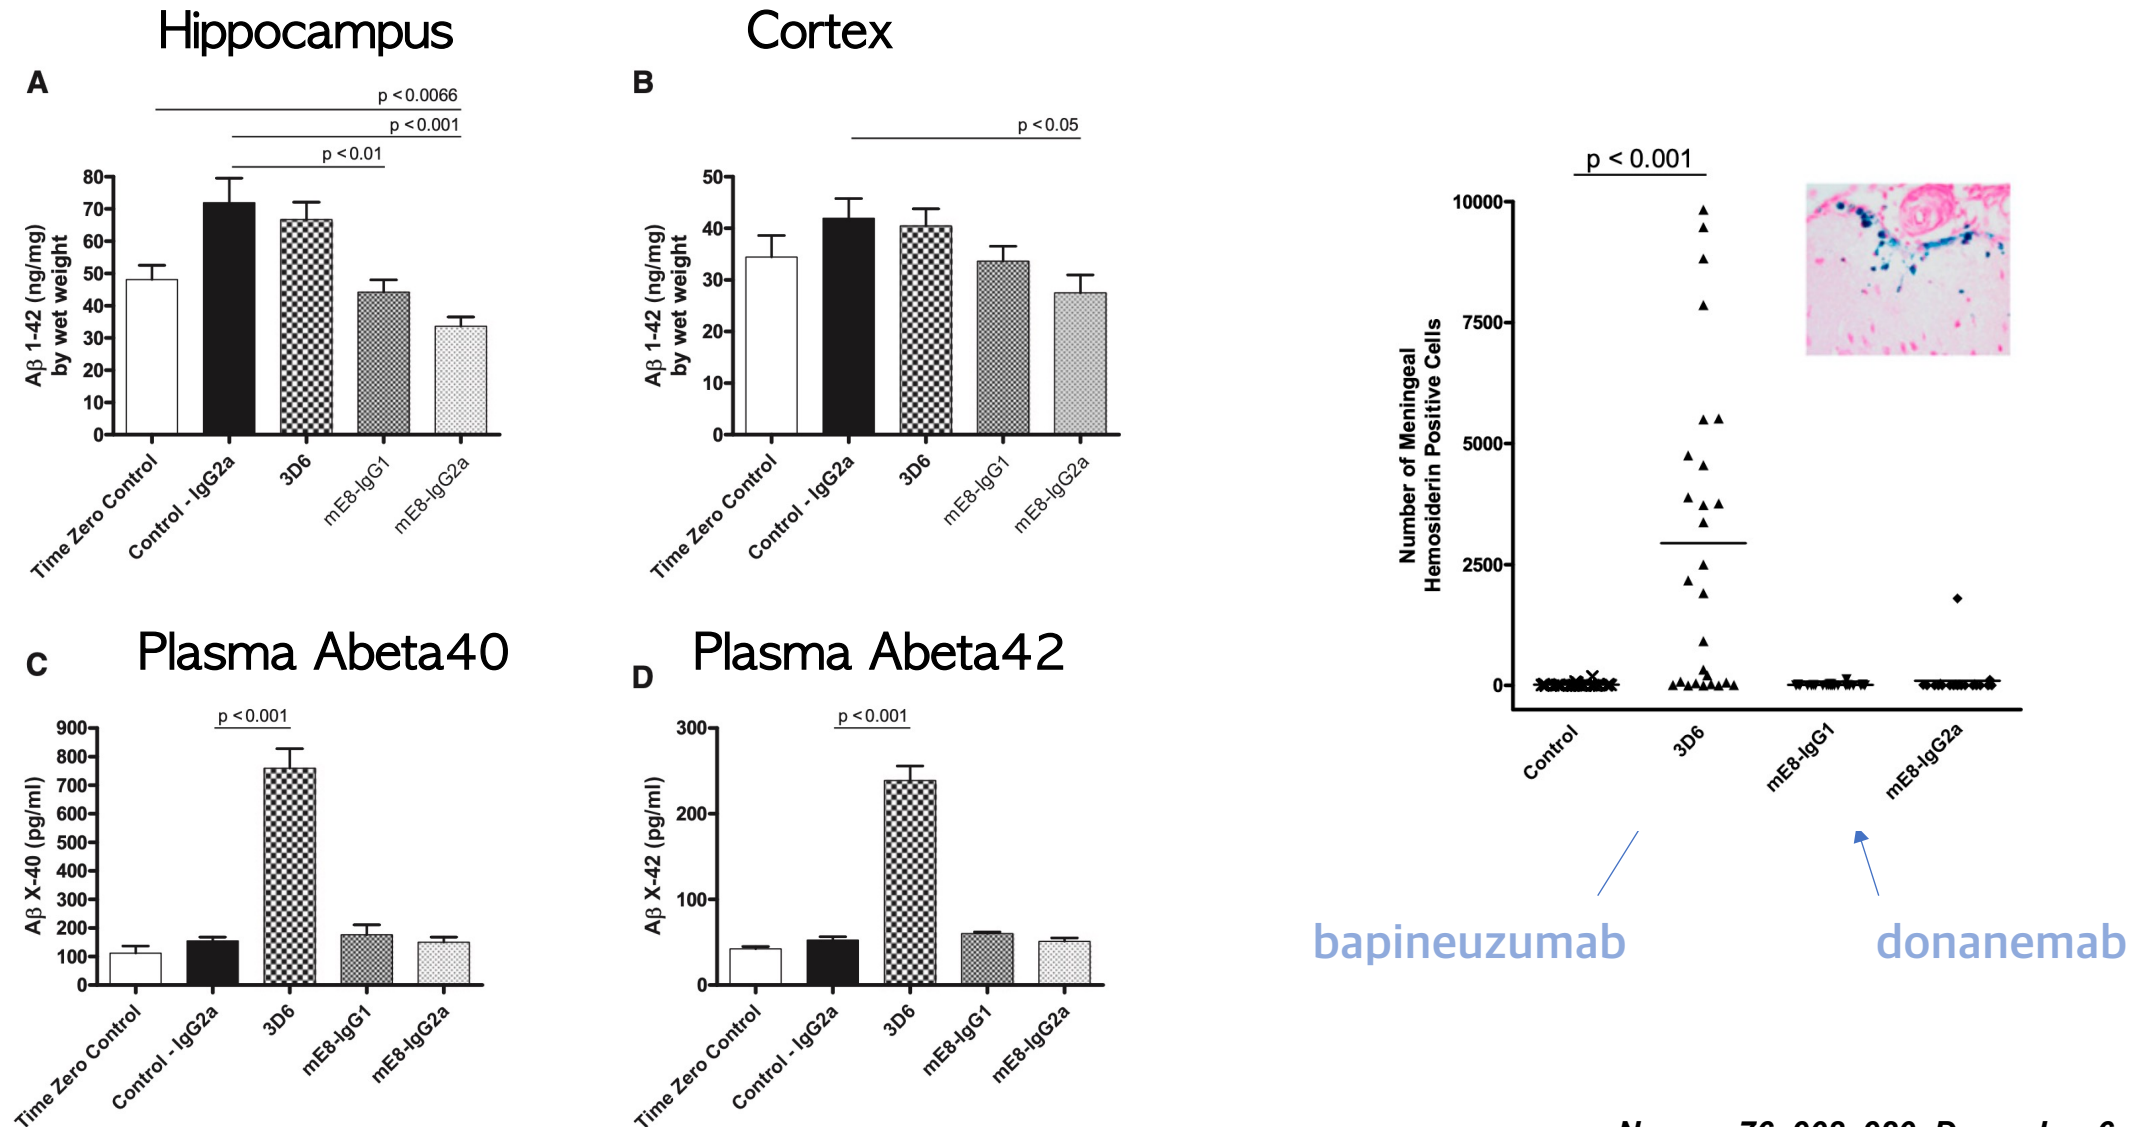 Hippocampus
A
p < 0.0066
p < 0.001
p < 0.01
80
70
60
50
40
30
20
10
0
Aβ 1-42 (ng/mg)
by wet weight
Time Zero Control
Control - IgG2a
3D6
mE8-IgG1
mE8-IgG2a
Cortex
B
p < 0.05
50
40
30
20
10
0
Aβ 1-42 (ng/mg)
by wet weight
Time Zero Control
Control - IgG2a
3D6
mE8-IgG1
mE8-IgG2a
Plasma Abeta40
C
p < 0.001
900
800
700
600
500
400
300
200
100
0
Aβ X-40 (pg/ml)
Time Zero Control
Control - IgG2a
3D6
mE8-IgG1
mE8-IgG2a
Plasma Abeta42
D
p < 0.001
300
200
100
0
Aβ X-42 (pg/ml)
Time Zero Control
Control - IgG2a
3D6
mE8-IgG1
mE8-IgG2a
p < 0.001
10000
7500
5000
2500
0
Number of Meningeal
Hemosiderin Positive Cells
Control
3D6
mE8-IgG1
mE8-IgG2a
bapineuzumab
donanemab